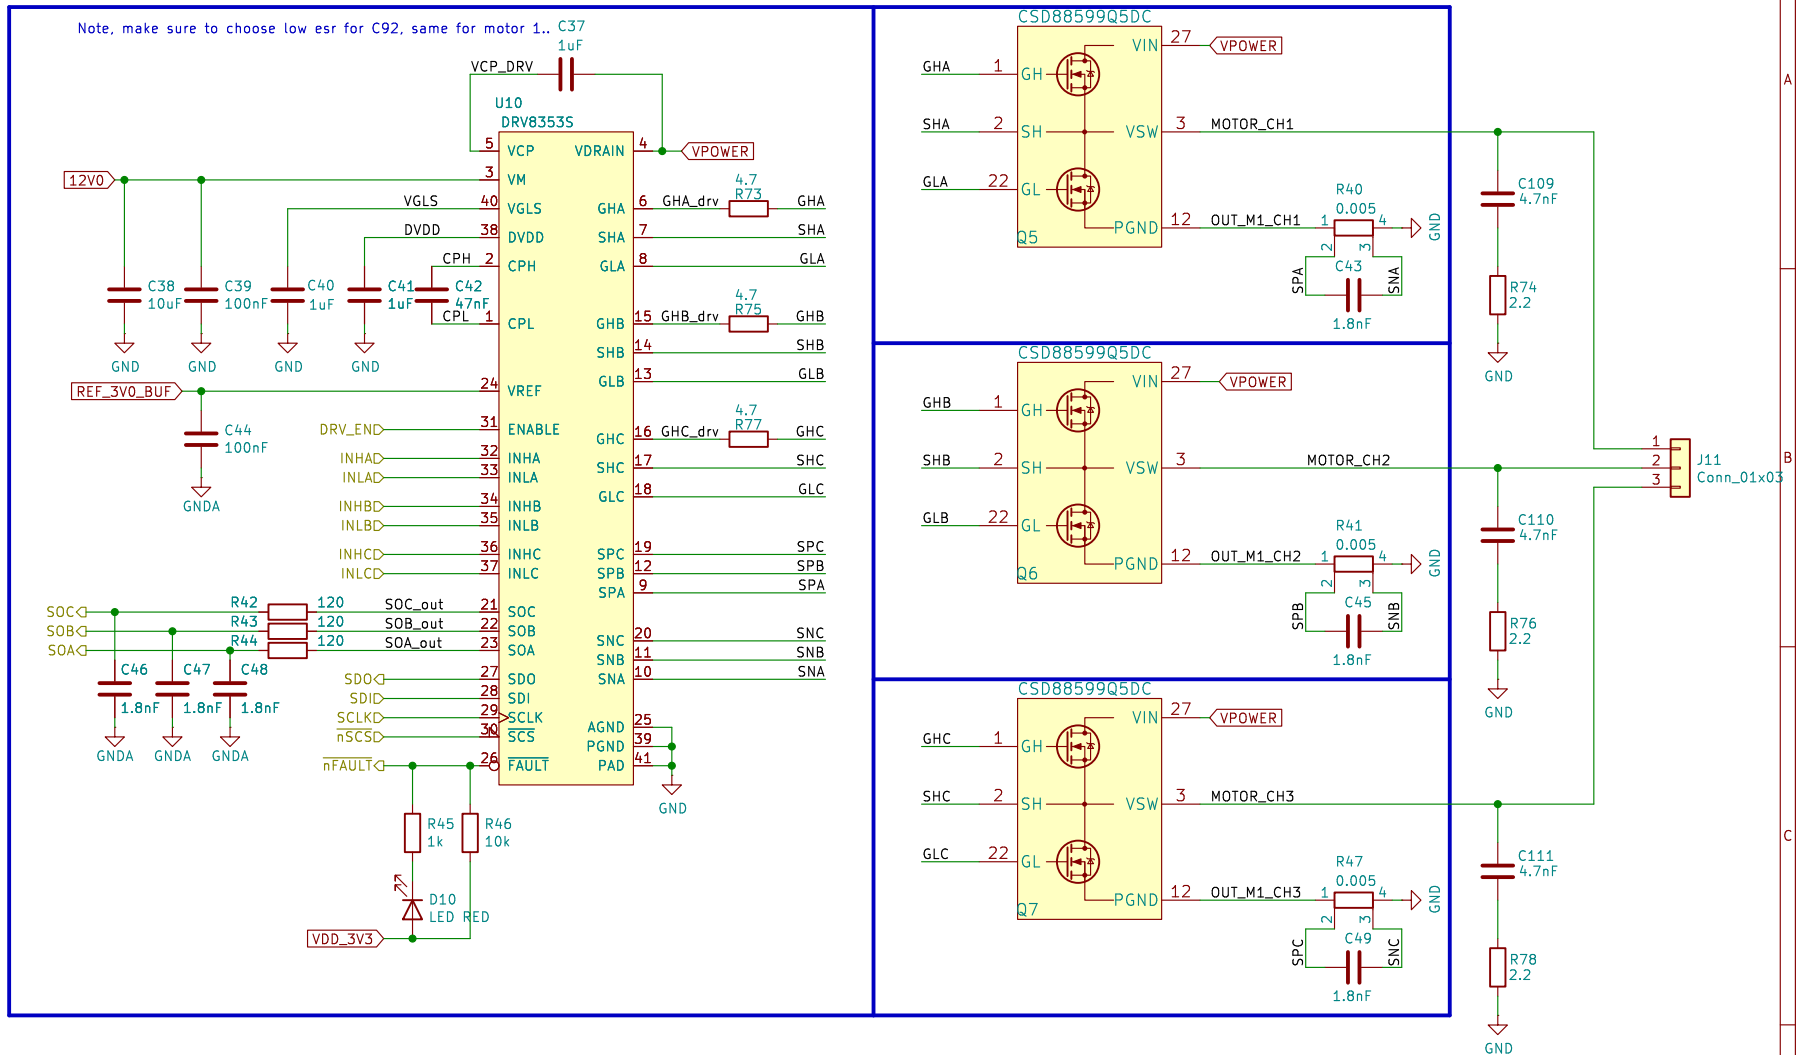 Note, make sure to choose low esr for C92, same for motor 1..
C37
1uF
VCP_DRV
U10
DRV8353S
5 VCP
VDRAIN 4
VPOWER
12V0
3 VM
VGLS
40 VGLS
DVDD
38 DVDD
CPH
2 CPH
CPL
1 CPL
C38
10uF
C39
100nF
C40
1uF
C41
1uF
C42
47nF
GND
GND
GND
GND
REF_3V0_BUF
24 VREF
C44
100nF
GNDA
DRV_EN
31 ENABLE
INHA
32 INHA
INLA
33 INLA
INHB
34 INHB
INLB
35 INLB
INHC
36 INHC
INLC
37 INLC
SOC
R42
120
SOC_out
21 SOC
SOB
R43
120
SOB_out
22 SOB
SOA
R44
120
SOA_out
23 SOA
C46
1.8nF
C47
1.8nF
C48
1.8nF
GNDA
GNDA
GNDA
SDO
27 SDO
SDI
28 SDI
SCLK
29 SCLK
nSCS
30 SCS
nFAULT
26 FAULT
R45
1k
R46
10k
D10
LED RED
VDD_3V3
GHA 6
GHA_drv
4.7
R73
GHA
SHA 7
SHA
GLA 8
GLA
GHB 15
GHB_drv
4.7
R75
GHB
SHB 14
SHB
GLB 13
GLB
GHC 16
GHC_drv
4.7
R77
GHC
SHC 17
SHC
GLC 18
GLC
SPC 19
SPC
SPB 12
SPB
SPA 9
SPA
SNC 20
SNC
SNB 11
SNB
SNA 10
SNA
AGND 25
PGND 39
PAD 41
GND
CSD88599Q5DC
GHA
1 GH
VIN 27
VPOWER
SHA
2 SH
VSW 3
MOTOR_CH1
GLA
22 GL
PGND 12
OUT_M1_CH1
Q5
R40
0.005
1
4
2
3
GND
SPA
SNA
C43
1.8nF
C109
4.7nF
R74
2.2
GND
CSD88599Q5DC
GHB
1 GH
VIN 27
VPOWER
SHB
2 SH
VSW 3
MOTOR_CH2
GLB
22 GL
PGND 12
OUT_M1_CH2
Q6
R41
0.005
1
4
2
3
GND
SPB
SNB
C45
1.8nF
C110
4.7nF
R76
2.2
GND
1
2
3
J11
Conn_01x03
CSD88599Q5DC
GHC
1 GH
VIN 27
VPOWER
SHC
2 SH
VSW 3
MOTOR_CH3
GLC
22 GL
PGND 12
OUT_M1_CH3
Q7
R47
0.005
1
4
2
3
GND
SPC
SNC
C49
1.8nF
C111
4.7nF
R78
2.2
GND
A
B
C